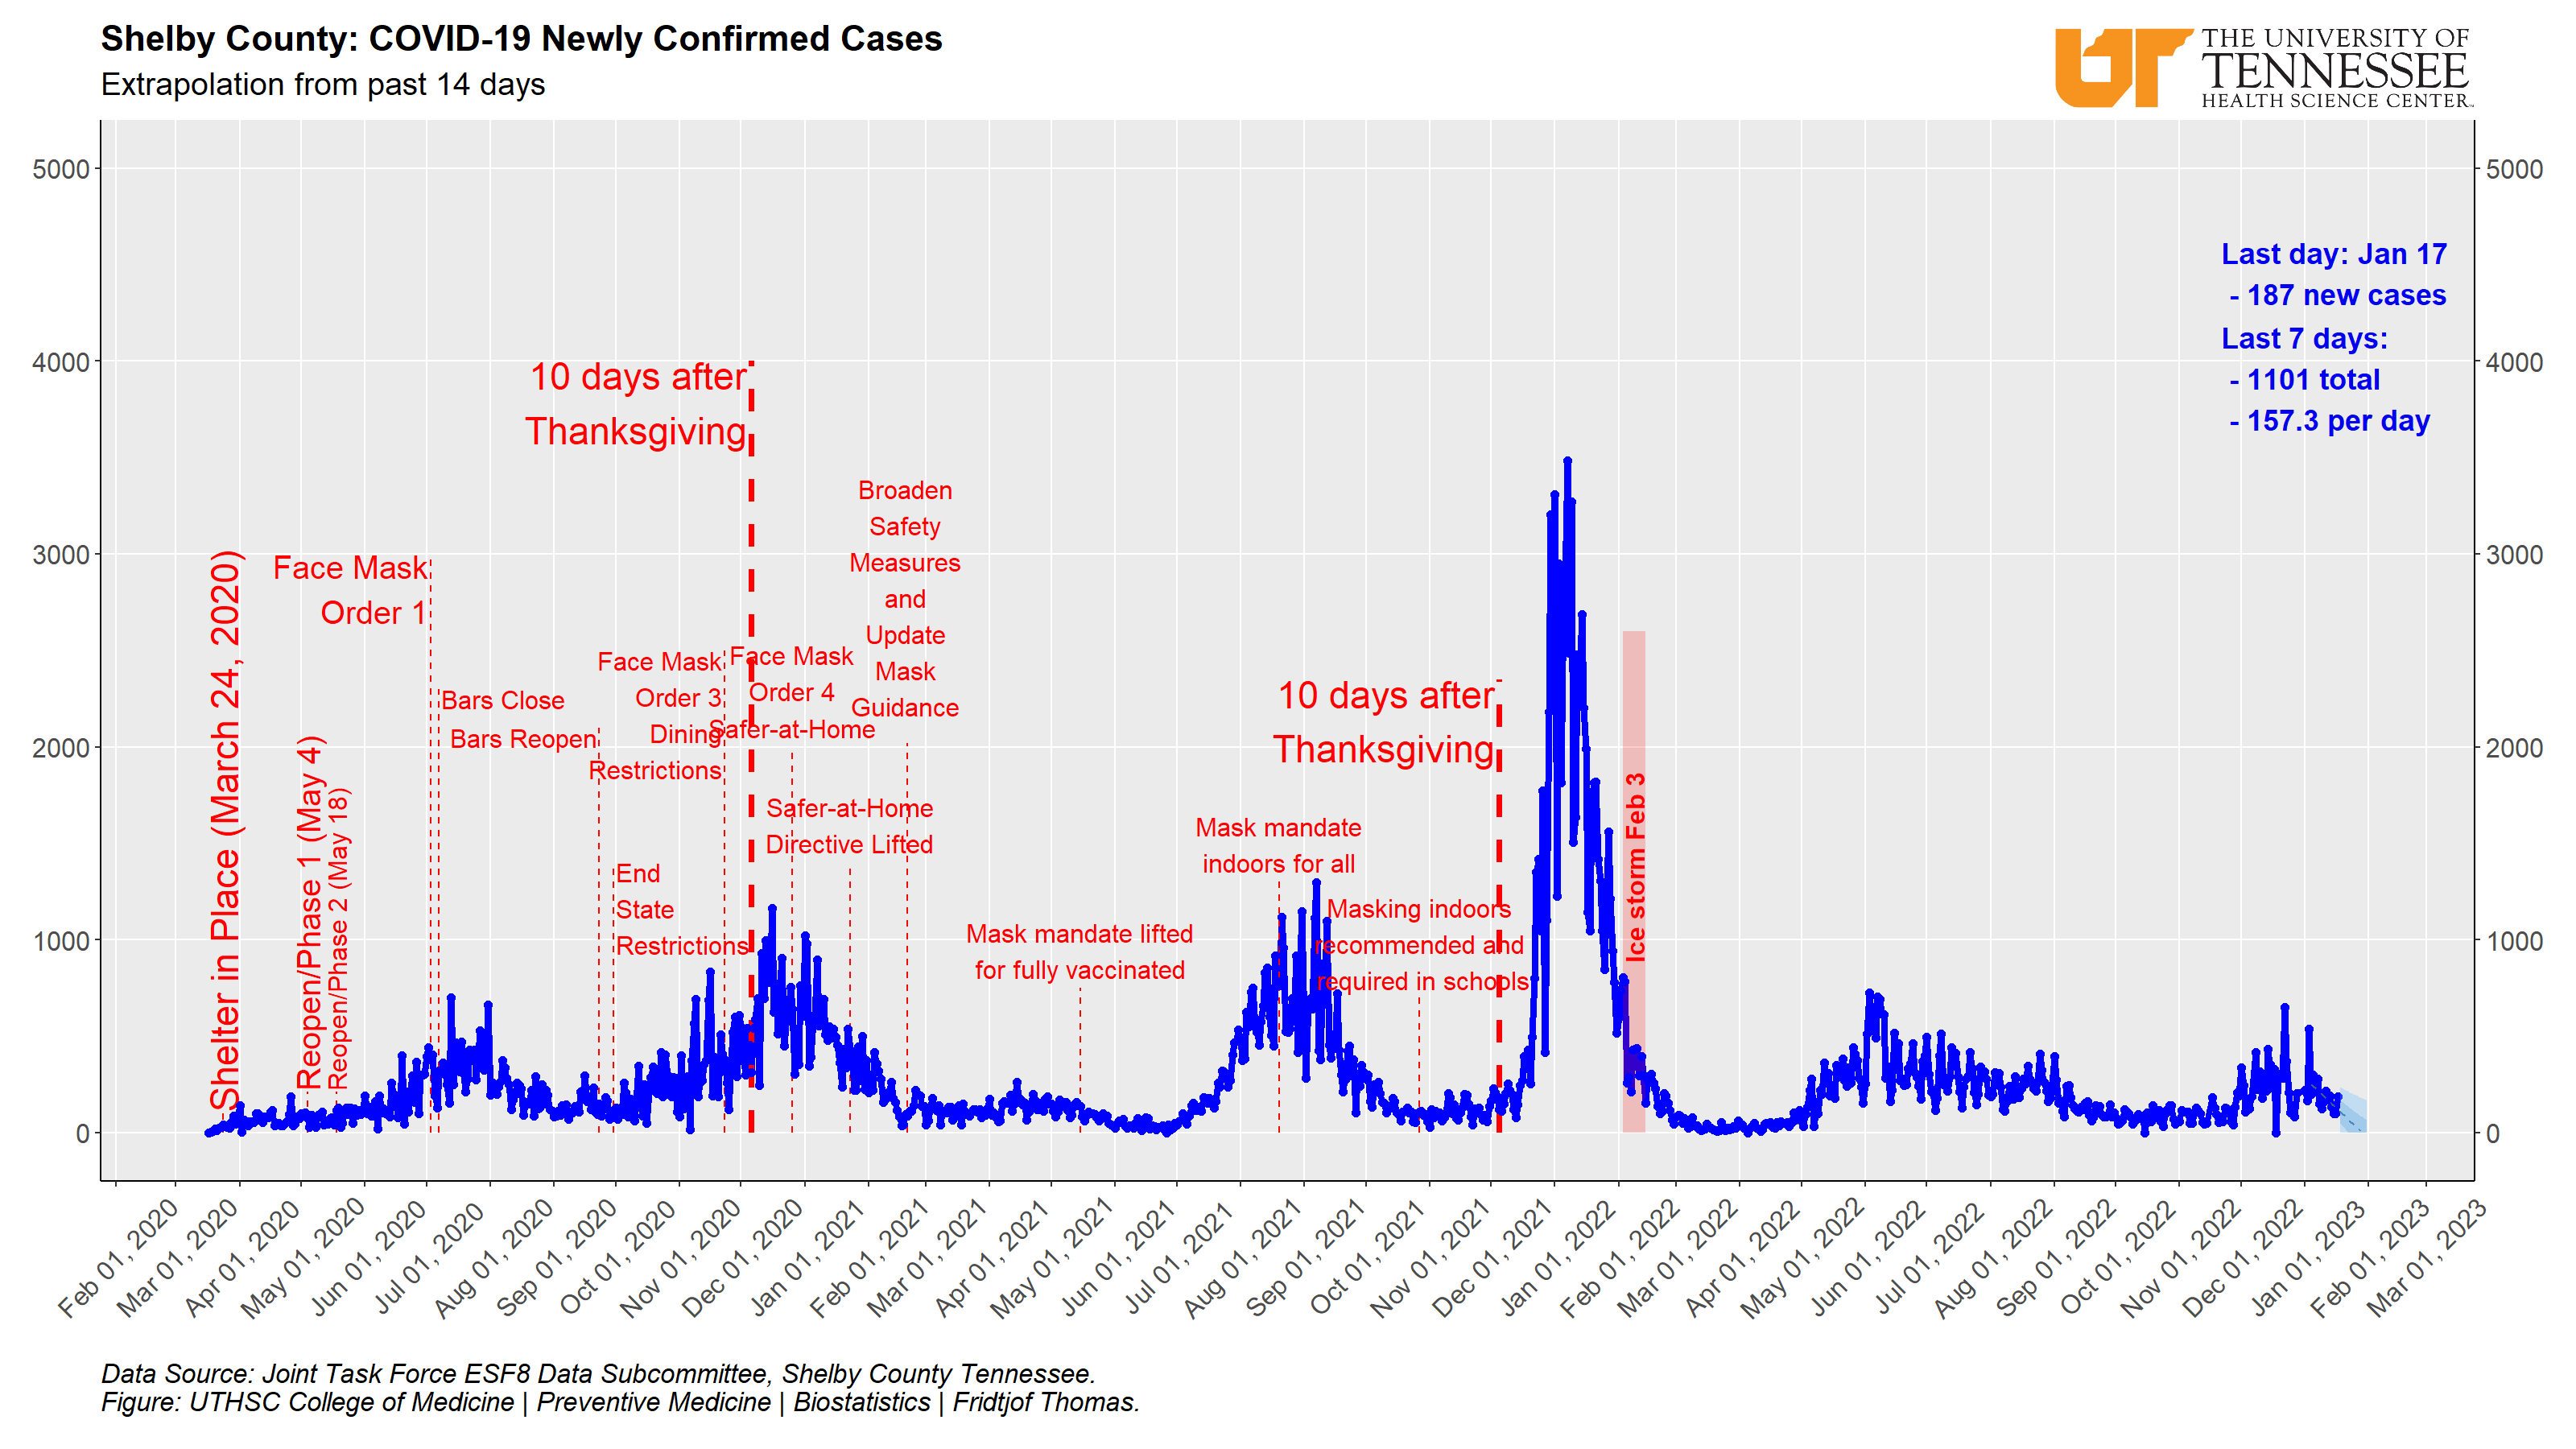 Shelby County: COVID-19 Newly Confirmed Cases
Extrapolation from past 14 days
THE UNIVERSITY OF
TENNESSEE
HEALTH SCIENCE CENTER
5000
4000
3000
2000
1000
0
5000
4000
3000
2000
1000
0
Last day: Jan 17
- 187 new cases
Last 7 days:
- 1101 total
- 157.3 per day
Shelter in Place (March 24, 2020)
Reopen/Phase 1 (May 4)
Reopen/Phase 2 (May 18)
Face Mask
Order 1
Bars Close
Bars Reopen
End
State
Restrictions
Face Mask
Order 3
Dining
Restrictions
10 days after
Thanksgiving
Face Mask
Order 4
Safer-at-Home
Safer-at-Home
Directive Lifted
Broaden
Safety
Measures
and
Update
Mask
Guidance
Mask mandate lifted
for fully vaccinated
Mask mandate
indoors for all
Masking indoors
recommended and
required in schools
10 days after
Thanksgiving
Ice storm Feb 3
Feb 01, 2020
Mar 01, 2020
Apr 01, 2020
May 01, 2020
Jun 01, 2020
Jul 01, 2020
Aug 01, 2020
Sep 01, 2020
Oct 01, 2020
Nov 01, 2020
Dec 01, 2020
Jan 01, 2021
Feb 01, 2021
Mar 01, 2021
Apr 01, 2021
May 01, 2021
Jun 01, 2021
Jul 01, 2021
Aug 01, 2021
Sep 01, 2021
Oct 01, 2021
Nov 01, 2021
Dec 01, 2021
Jan 01, 2022
Feb 01, 2022
Mar 01, 2022
Apr 01, 2022
May 01, 2022
Jun 01, 2022
Jul 01, 2022
Aug 01, 2022
Sep 01, 2022
Oct 01, 2022
Nov 01, 2022
Dec 01, 2022
Jan 01, 2023
Feb 01, 2023
Mar 01, 2023
Data Source: Joint Task Force ESF8 Data Subcommittee, Shelby County Tennessee.
Figure: UTHSC College of Medicine | Preventive Medicine | Biostatistics | Fridtjof Thomas.